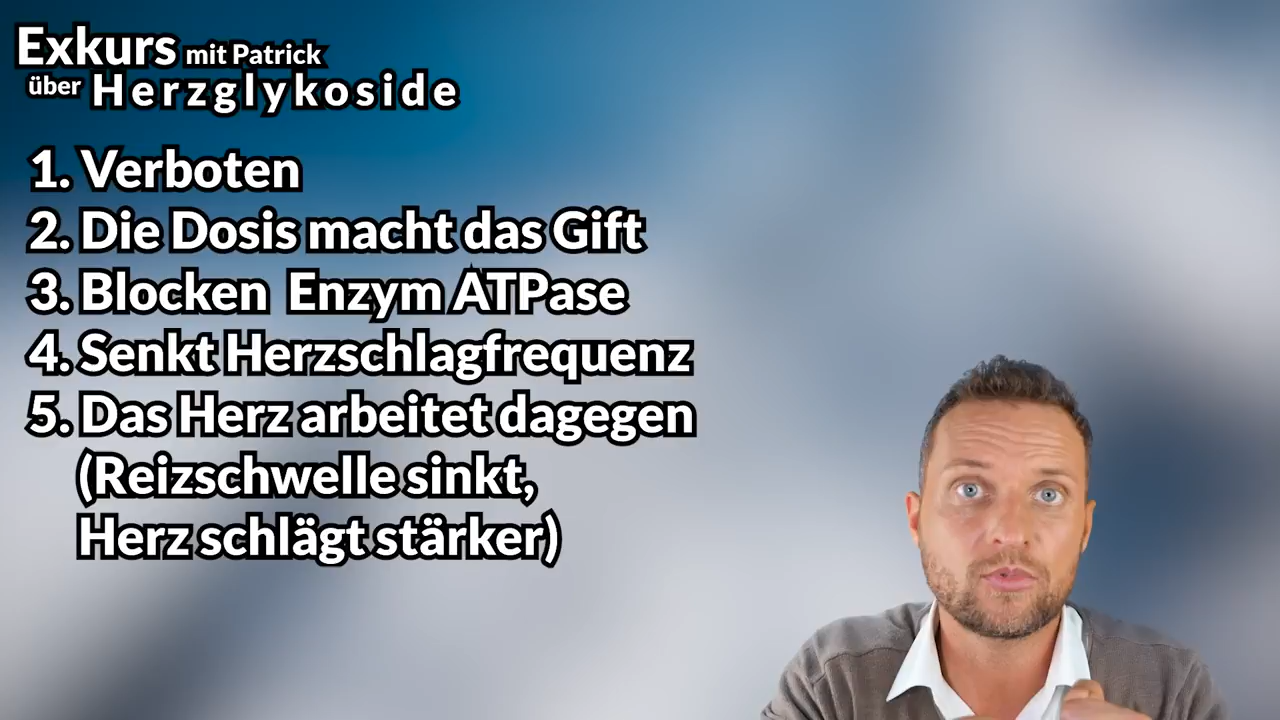 Exkurs mit Patrick
über Herzglykoside
1. Verboten
2. Die Dosis macht das Gift
3. Blocken Enzym ATPase
4. Senkt Herzschlagfrequenz
5. Das Herz arbeitet dagegen
(Reizschwelle sinkt,
Herz schlägt stärker)